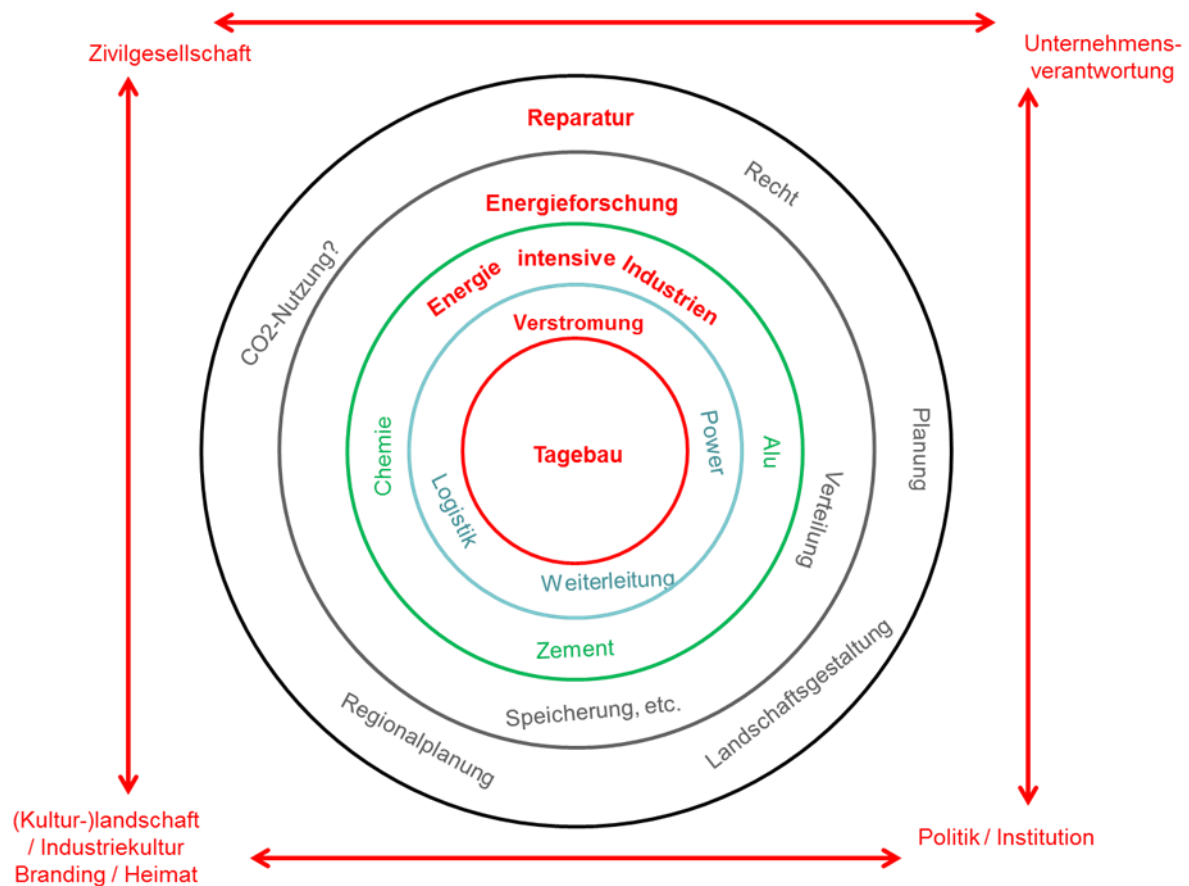 Zivilgesellschaft
Unternehmens-
verantwortung
Reparatur
Recht
Energieforschung
CO2-Nutzung?
Energie intensive Industrien
Verstromung
Tagebau
Power
Alu
Planung
Chemie
Logistik
Verteilung
Weiterleitung
Zement
Landschaftsgestaltung
Speicherung, etc.
Regionalplanung
(Kultur-)landschaft
/ Industriekultur
Branding / Heimat
Politik / Institution